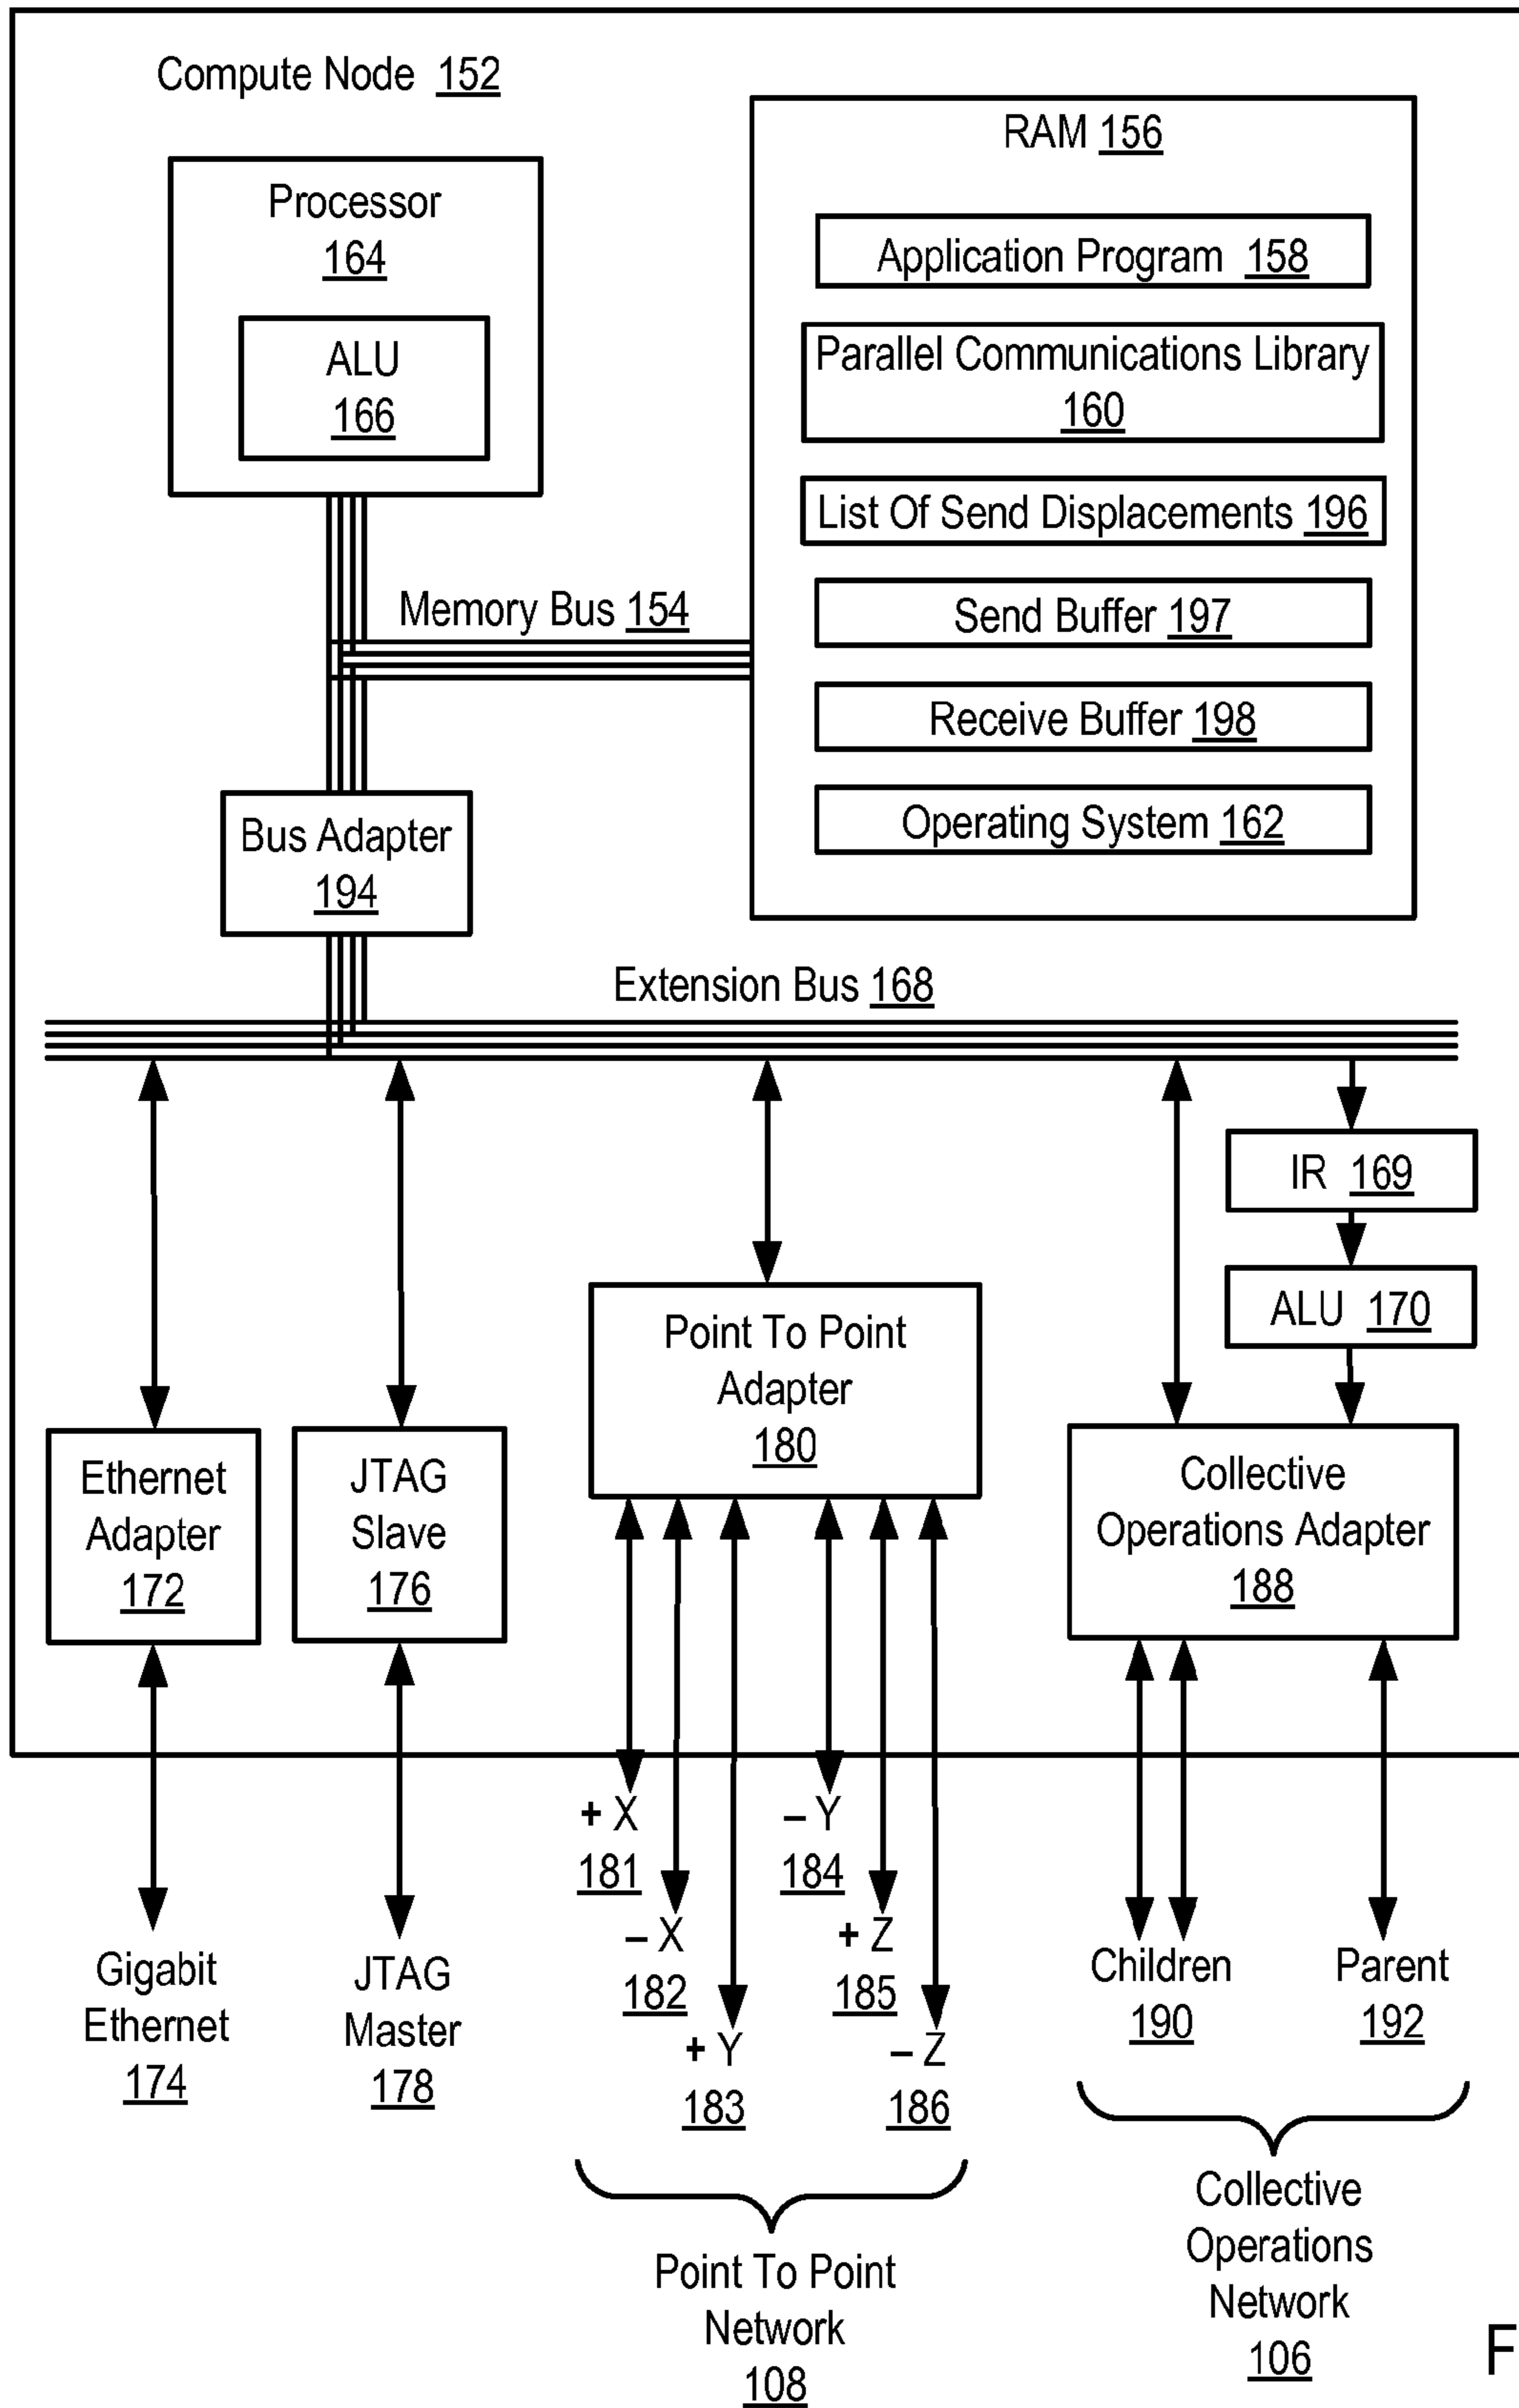 Compute Node 152
RAM 156
Processor
164
ALU
166
Application Program 158
Parallel Communications Library
160
List Of Send Displacements 196
Memory Bus 154
Send Buffer 197
Receive Buffer 198
Operating System 162
Bus Adapter
194
Extension Bus 168
IR 169
ALU 170
Point To Point
Adapter
180
Ethernet
Adapter
172
JTAG
Slave
176
Collective
Operations Adapter
188
+ X
181
– X
182
+ Y
183
– Y
184
+ Z
185
– Z
186
Gigabit
Ethernet
174
JTAG
Master
178
Children
190
Parent
192
Point To Point
Network
108
Collective
Operations
Network
106
F